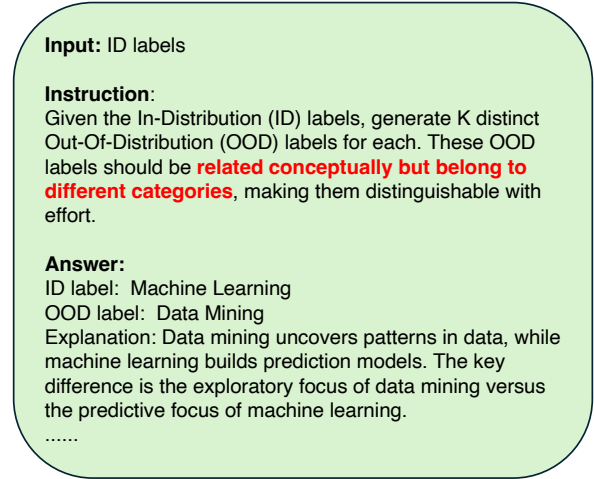 Input: ID labels
Instruction:
Given the In-Distribution (ID) labels, generate K distinct
Out-Of-Distribution (OOD) labels for each. These OOD
labels should be related conceptually but belong to
different categories, making them distinguishable with
effort.
Answer:
ID label:  Machine Learning
OOD label:  Data Mining
Explanation: Data mining uncovers patterns in data, while
machine learning builds prediction models. The key
difference is the exploratory focus of data mining versus
the predictive focus of machine learning.
......